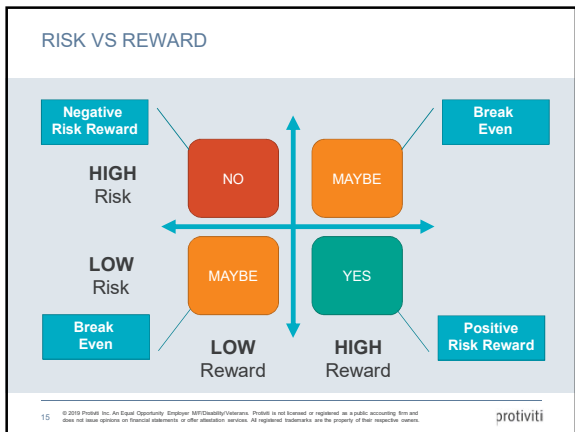 RISK VS REWARD
Negative
Risk Reward
Break
Even
HIGH
Risk
NO
MAYBE
LOW
Risk
MAYBE
YES
Break
Even
LOW
Reward
HIGH
Reward
Positive
Risk Reward
15
© 2019 Protiviti Inc. An Equal Opportunity Employer M/F/Disability/Veterans. Protiviti is not licensed or registered as a public accounting firm and
does not issue opinions on financial statements or offer attestation services. All registered trademarks are the property of their respective owners.
protiviti